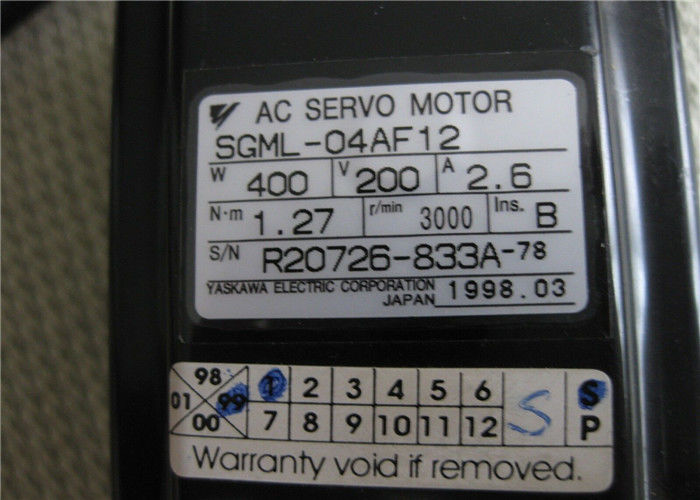 AC SERVO MOTOR
SGML-04AF12
W 400 V 200 A 2.6
N·m 1.27 r/min 3000 Ins. B
S/N R20726-833A-78
YASKAWA ELECTRIC CORPORATION
JAPAN 1998.03
98
01 99
00
1 2 3 4 5 6 S S
7 8 9 10 11 12 P
Warranty void if removed.